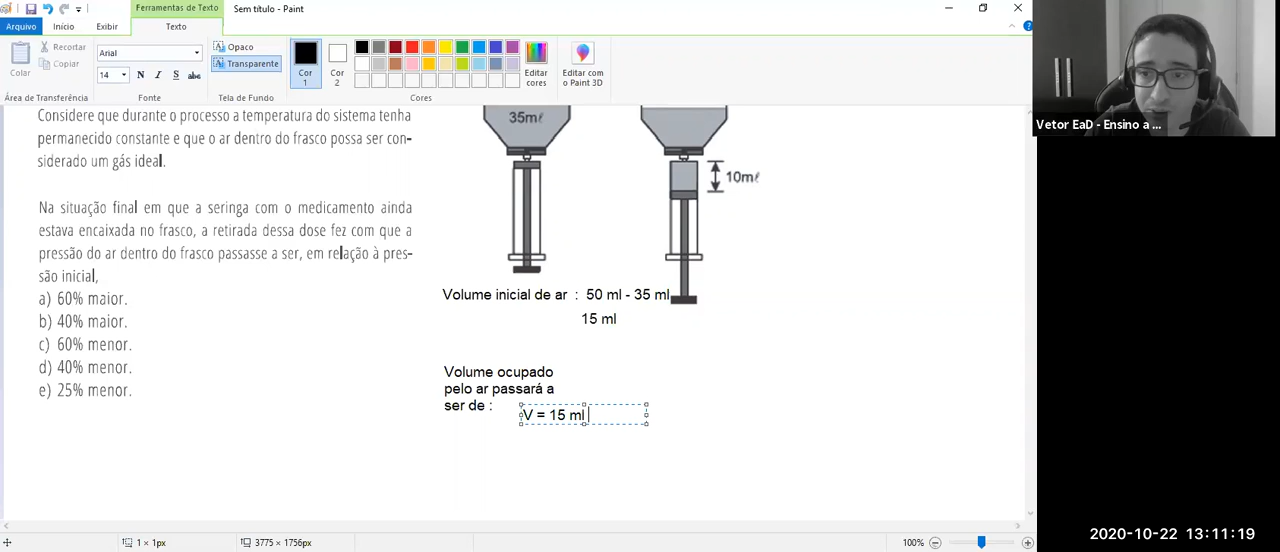 Ferramentas de Texto
Sem título - Paint
Arquivo
Início
Exibir
Texto
Colar
Recortar
Copiar
Área de Transferência
Arial
14
N I S abc
Fonte
Opaco
Transparente
Tela de Fundo
Cor
1
Cor
2
Editar
cores
Cores
Editar com
o Paint 3D
Considere que durante o processo a temperatura do sistema tenha
permanecido constante e que o ar dentro do frasco possa ser con-
siderado um gás ideal.
Na situação final em que a seringa com o medicamento ainda
estava encaixada no frasco, a retirada dessa dose fez com que a
pressão do ar dentro do frasco passasse a ser, em relação à pres-
são inicial,
a) 60% maior.
b) 40% maior.
c) 60% menor.
d) 40% menor.
e) 25% menor.
35mℓ
10mℓ
Volume inicial de ar : 50 ml - 35 ml
15 ml
Volume ocupado
pelo ar passará a
ser de :
V = 15 ml
Vetor EaD - Ensino a ...
2020-10-22 13:11:19
1 × 1px
3775 × 1756px
100%